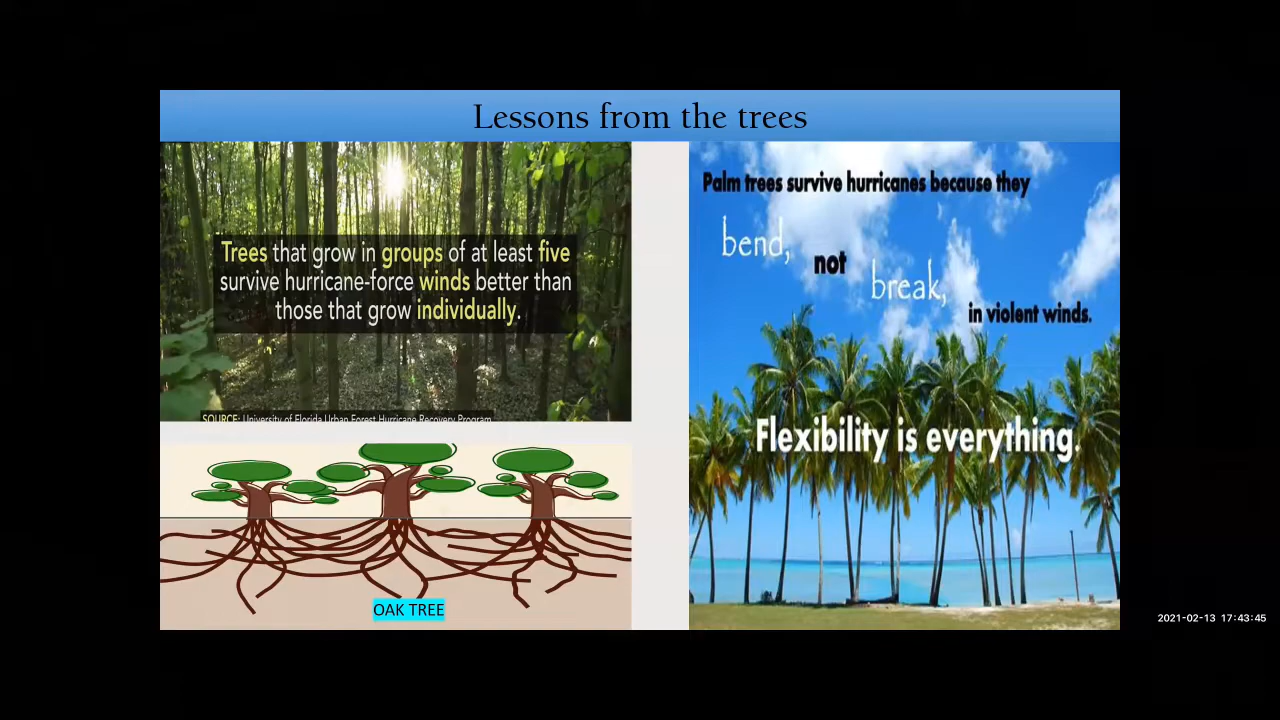 Lessons from the trees
Trees that grow in groups of at least five
survive hurricane-force winds better than
those that grow individually.
SOURCE: University of Florida Urban Forest Hurricane Recovery Program
OAK TREE
Palm trees survive hurricanes because they
bend,
not
break,
in violent winds.
Flexibility is everything.
2021-02-13 17:43:45